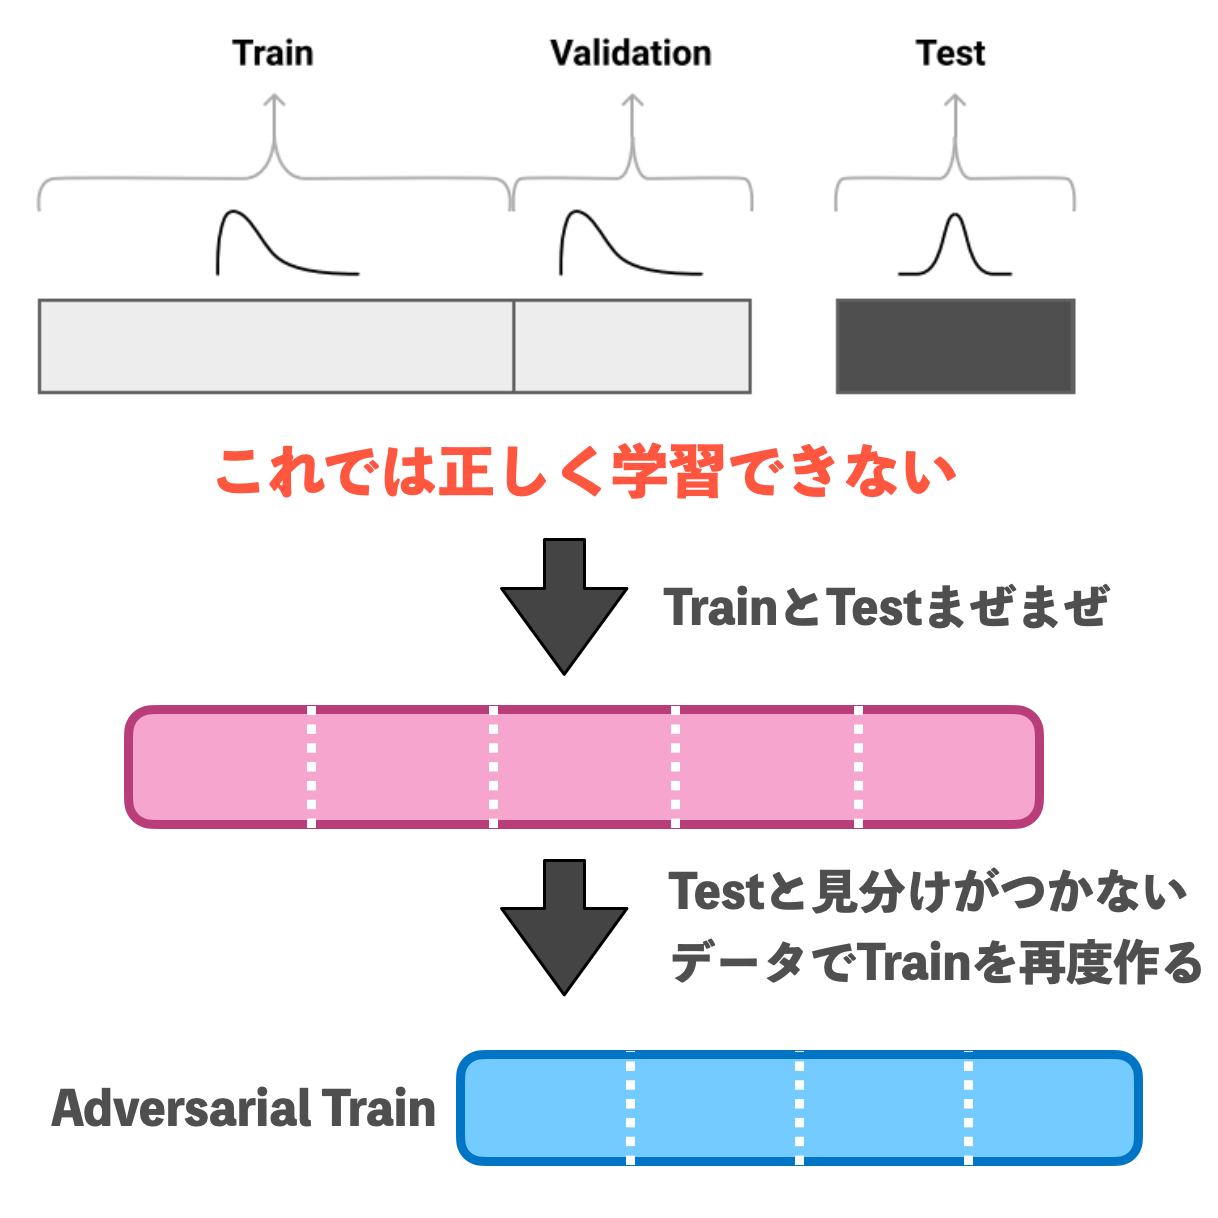 Train
Validation
Test
これでは正しく学習できない
TrainとTestまぜまぜ
Testと見分けがつかない
データでTrainを再度作る
Adversarial Train